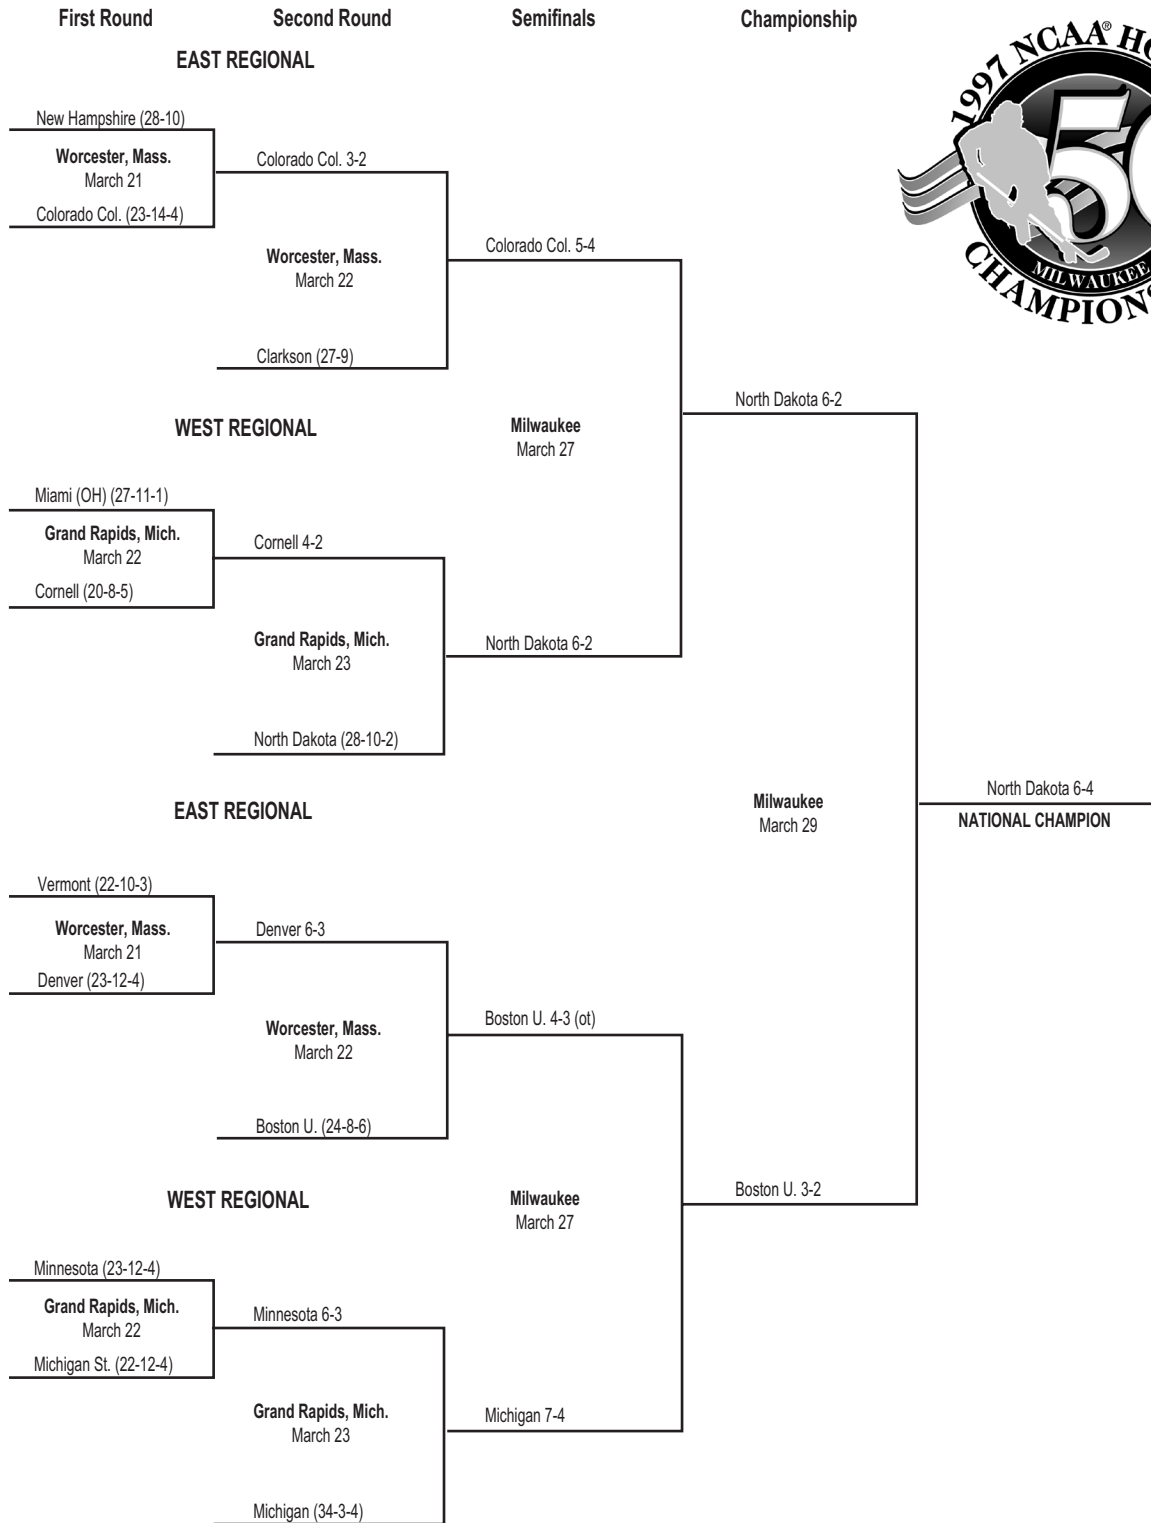 First Round Second Round Semifinals Championship
EAST REGIONAL
New Hampshire (28-10)
Worcester, Mass.
March 21
Colorado Col. (23-14-4)
Colorado Col. 3-2
Worcester, Mass.
March 22
Clarkson (27-9)
Colorado Col. 5-4
WEST REGIONAL
Miami (OH) (27-11-1)
Grand Rapids, Mich.
March 22
Cornell (20-8-5)
Cornell 4-2
Grand Rapids, Mich.
March 23
North Dakota (28-10-2)
North Dakota 6-2
Milwaukee
March 27
North Dakota 6-2
EAST REGIONAL
Vermont (22-10-3)
Worcester, Mass.
March 21
Denver (23-12-4)
Denver 6-3
Worcester, Mass.
March 22
Boston U. (24-8-6)
Boston U. 4-3 (ot)
WEST REGIONAL
Minnesota (23-12-4)
Grand Rapids, Mich.
March 22
Michigan St. (22-12-4)
Minnesota 6-3
Grand Rapids, Mich.
March 23
Michigan (34-3-4)
Michigan 7-4
Milwaukee
March 27
Boston U. 3-2
Milwaukee
March 29
North Dakota 6-4
NATIONAL CHAMPION
1997 NCAA®
50
MILWAUKEE